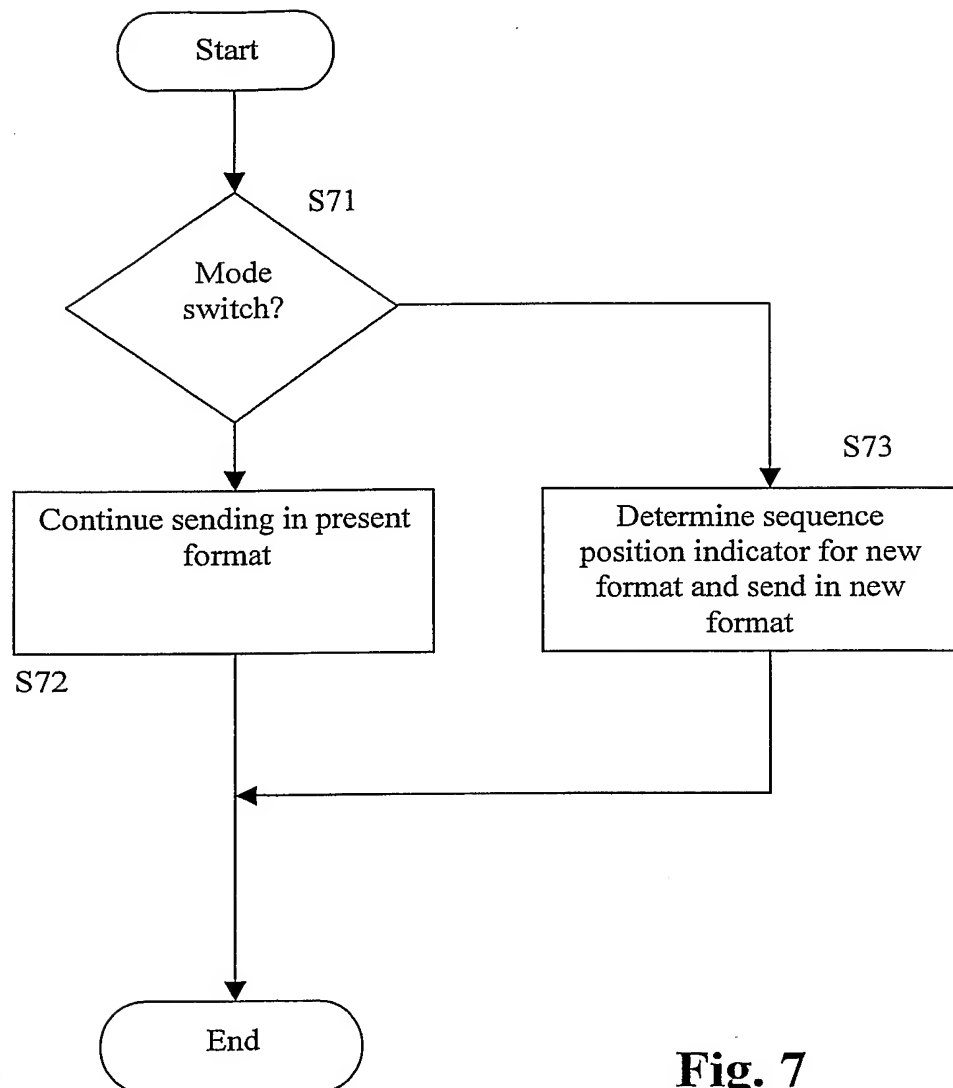 Start
S71
Mode
switch?
S73
Continue sending in present
format
Determine sequence
position indicator for new
format and send in new
format
S72
End
Fig. 7